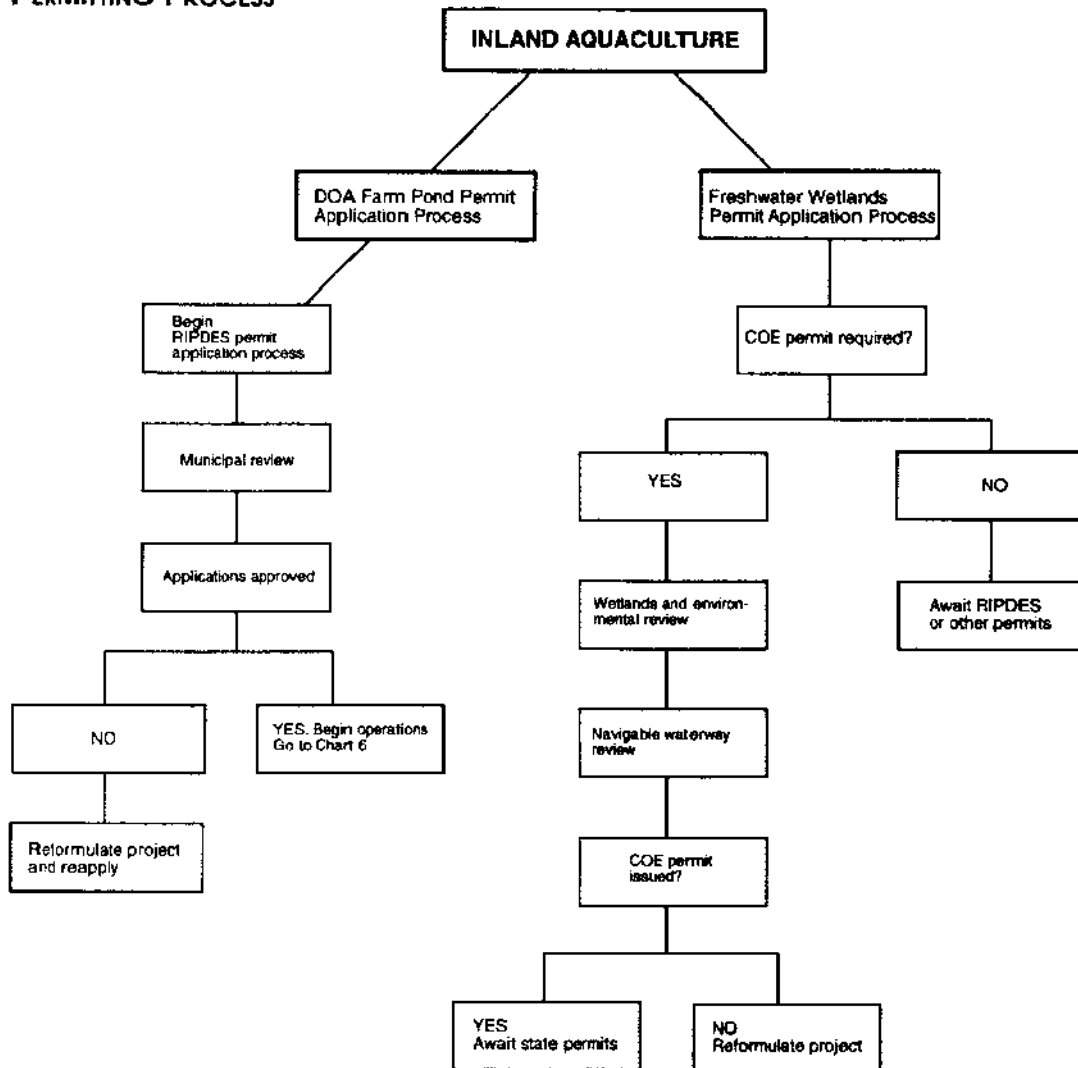 PERMITTING PROCESS
INLAND AQUACULTURE
DOA Farm Pond Permit
Application Process
Freshwater Wetlands
Permit Application Process
Begin
RIPDES permit
application process
COE permit required?
Municipal review
YES
NO
Applications approved
Wetlands and environ-
mental review
Await RIPDES
or other permits
NO
YES. Begin operations
Go to Chart 6
Navigable waterway
review
Reformulate project
and reapply
COE permit
issued?
YES
Await state permits
NO
Reformulate project